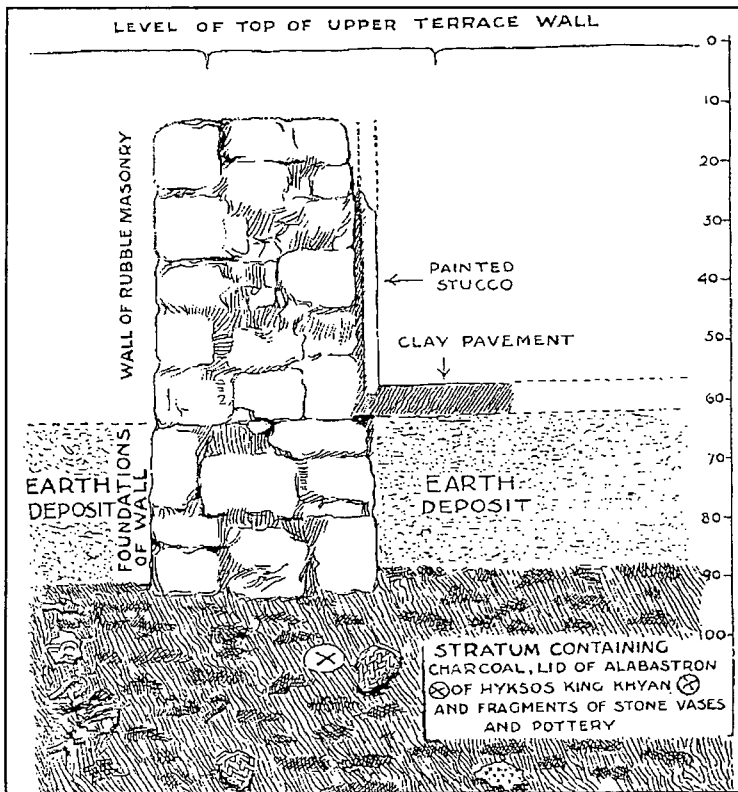 LEVEL OF TOP OF UPPER TERRACE WALL
0
10
20
30
40
50
60
70
80
90
100
WALL OF RUBBLE MASONRY
PAINTED
STUCCO
CLAY PAVEMENT
FOUNDATIONS
OF WALL
EARTH
DEPOSIT
EARTH
DEPOSIT
STRATUM CONTAINING
CHARCOAL, LID OF ALABASTRON
OF HYKSOS KING KHYAN
AND FRAGMENTS OF STONE VASES
AND POTTERY